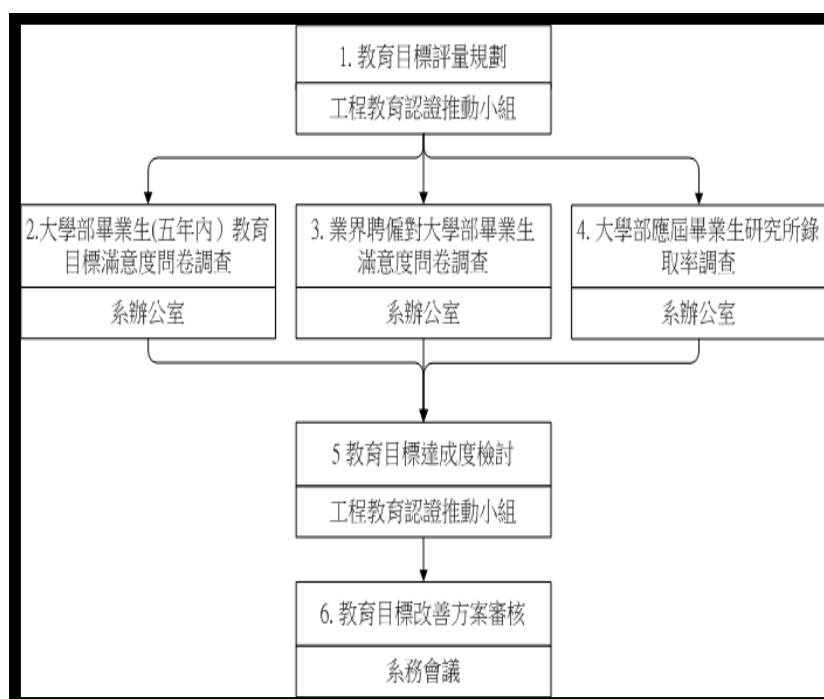 1. 教育目標評量規劃
工程教育認證推動小組
2.大學部畢業生(五年內）教育
目標滿意度問卷調查
系辦公室
3. 業界聘僱對大學部畢業生
滿意度問卷調查
系辦公室
4. 大學部應屆畢業生研究所錄
取率調查
系辦公室
5 教育目標達成度檢討
工程教育認證推動小組
6. 教育目標改善方案審核
系務會議